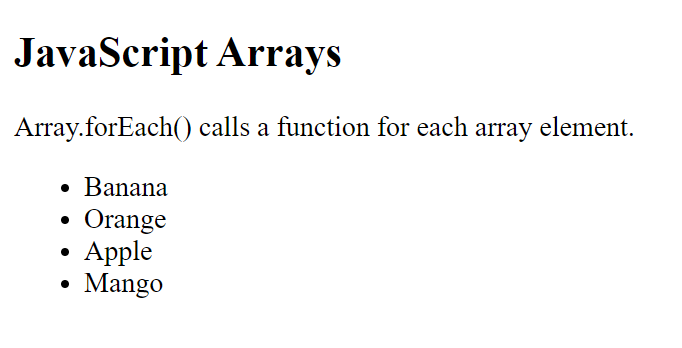 JavaScript Arrays
Array.forEach() calls a function for each array element.
• Banana
• Orange
• Apple
• Mango